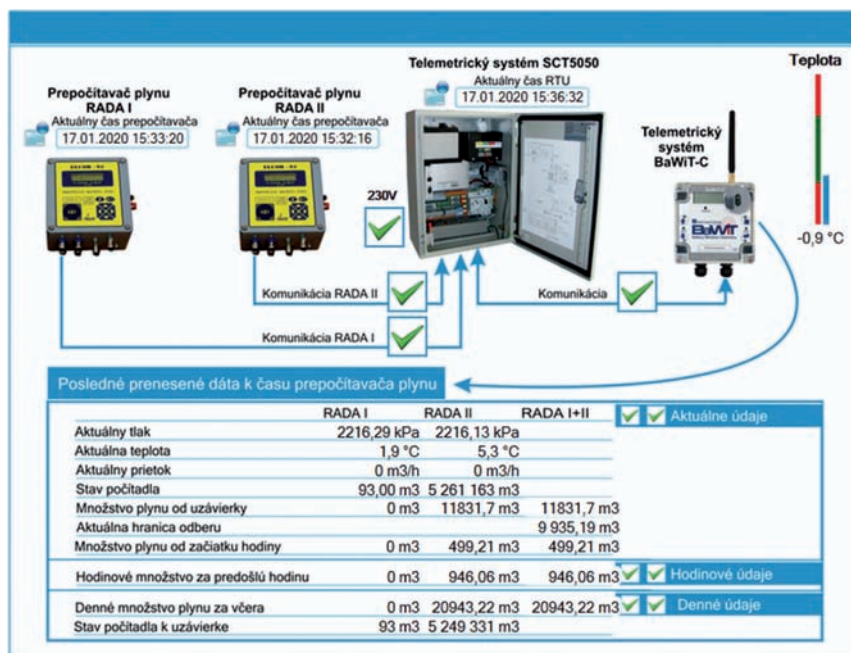 Telemetrický systém SCT5050
Aktuálny čas RTU
17.01.2020 15:36:32
Teplota
Prepočítavač plynu
RADA I
Aktuálny čas prepočítavača
17.01.2020 15:33:20
Prepočítavač plynu
RADA II
Aktuálny čas prepočítavača
17.01.2020 15:32:16
Telemetrický
systém
BaWiT-C
230V
BaWiT
-0,9 °C
Komunikácia RADA II
Komunikácia
Komunikácia RADA I
Posledné prenesené dáta k času prepočítavača plynu
RADA I RADA II RADA I+II Aktuálne údaje
Aktuálny tlak 2216,29 kPa 2216,13 kPa
Aktuálna teplota 1,9 °C 5,3 °C
Aktuálny prietok 0 m3/h 0 m3/h
Stav počítadla 93,00 m3 5 261 163 m3
Množstvo plynu od uzávierky 0 m3 11831,7 m3 11831,7 m3
Aktuálna hranica odberu 9 935,19 m3
Množstvo plynu od začiatku hodiny 0 m3 499,21 m3 499,21 m3
Hodinové množstvo za predošlú hodinu 0 m3 946,06 m3 946,06 m3 Hodinové údaje
Denné množstvo plynu za včera 0 m3 20943,22 m3 20943,22 m3 Denné údaje
Stav počítadla k uzávierke 93 m3 5 249 331 m3